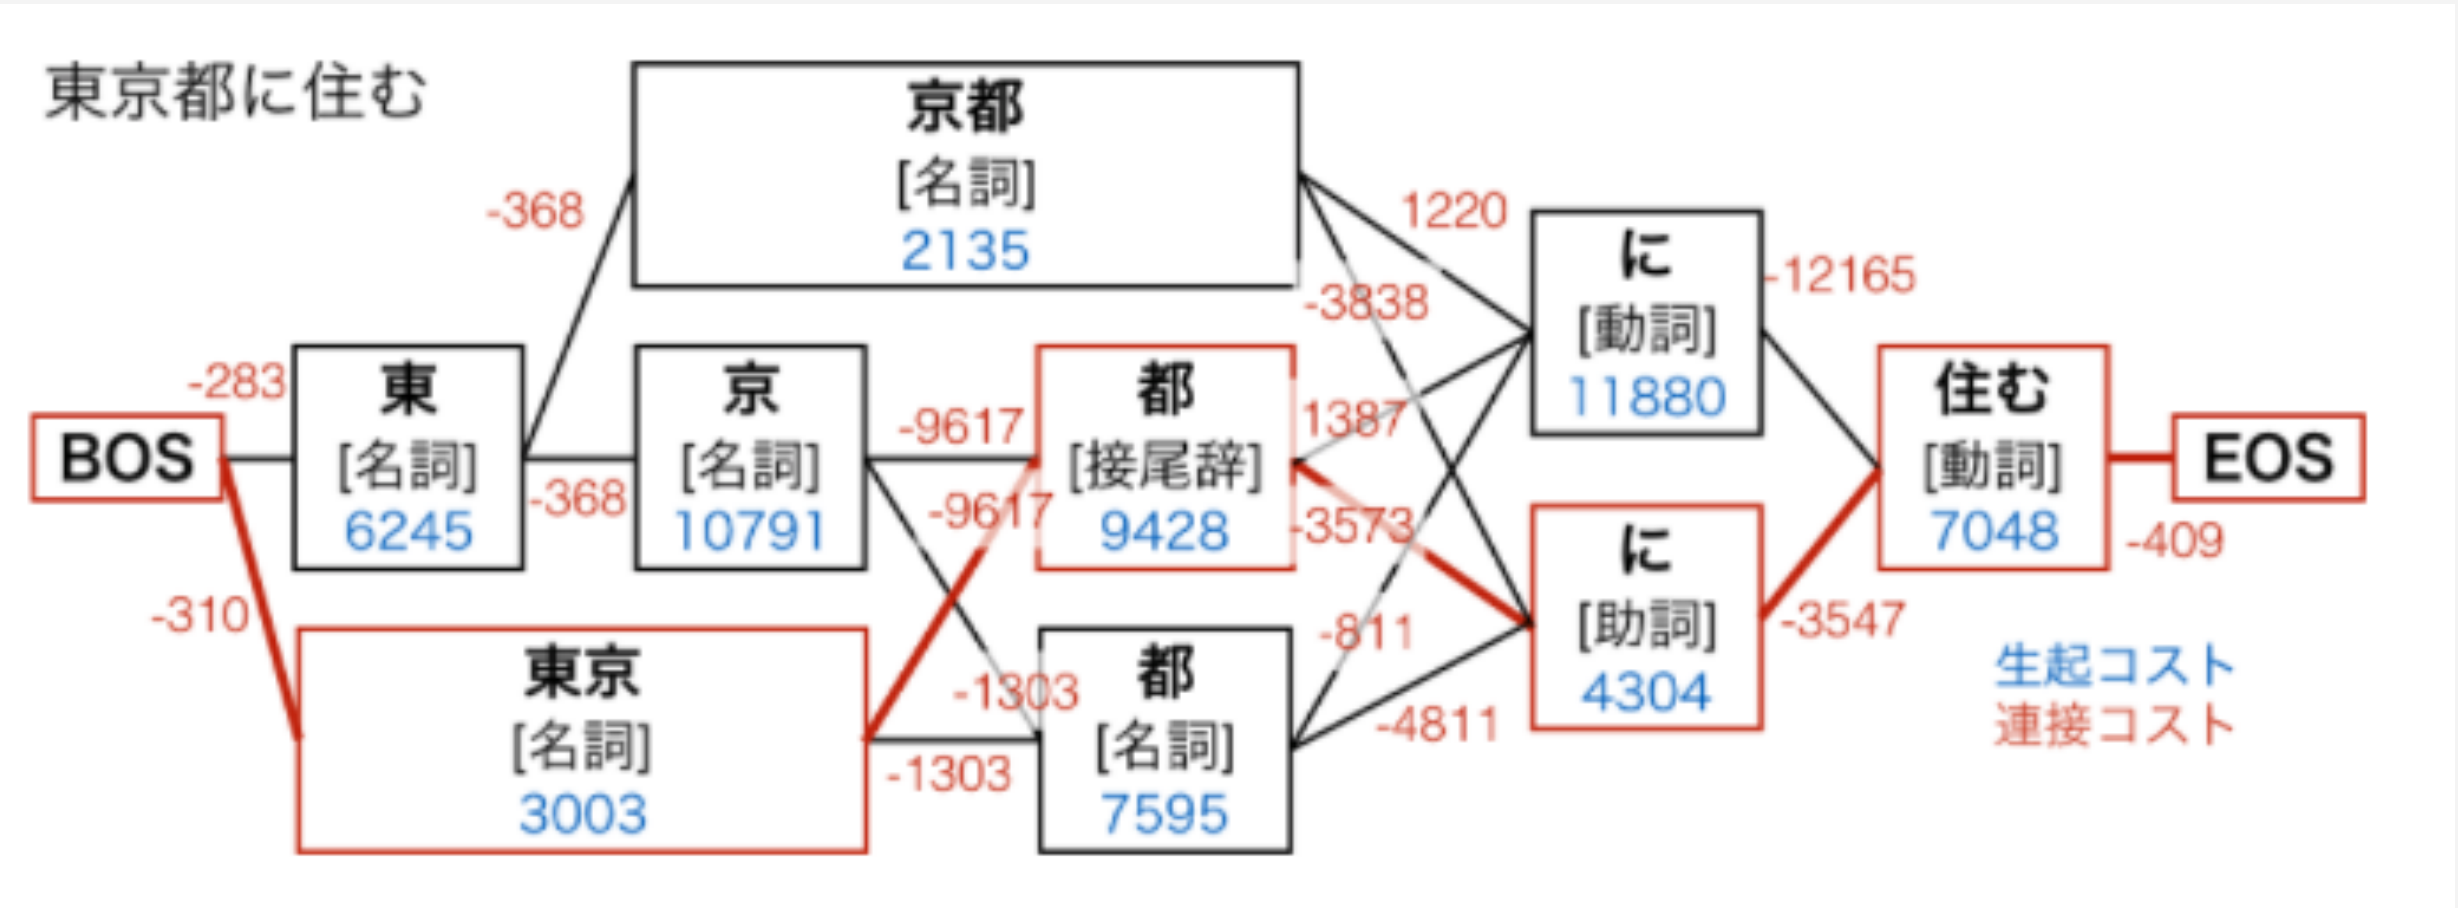 東京都に住む
京都
[名詞]
2135
-368
1220
-3838
に
[動詞]
11880
-12165
-283
BOS
-310
東
[名詞]
6245
-368
京
[名詞]
10791
-9617
-9617
都
[接尾辞]
9428
1387
-3573
住む
[動詞]
7048
EOS
-409
東京
[名詞]
3003
-1303
-1303
都
[名詞]
7595
-811
-4811
に
[助詞]
4304
-3547
生起コスト
連接コスト